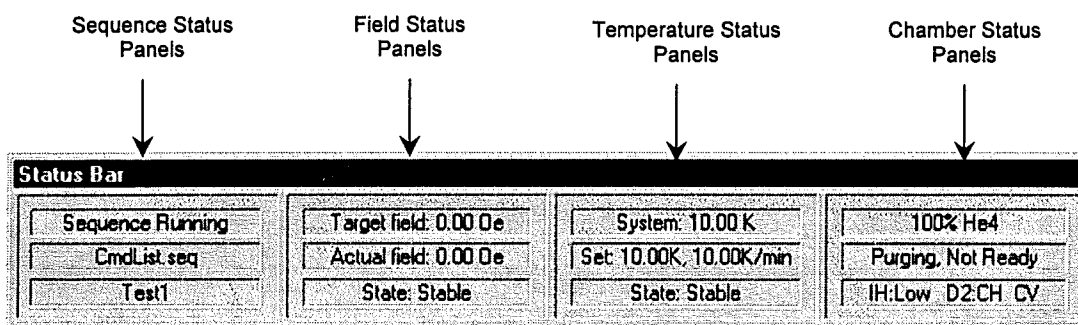 Sequence Status
Panels
Field Status
Panels
Temperature Status
Panels
Chamber Status
Panels
Status Bar
Sequence Running
CmdList.seq
Test1
Target field: 0.00 Oe
Actual field: 0.00 Oe
State: Stable
System: 10.00 K
Set: 10.00K, 10.00K/min
State: Stable
100% He4
Purging, Not Ready
IH:Low D2:CH CV